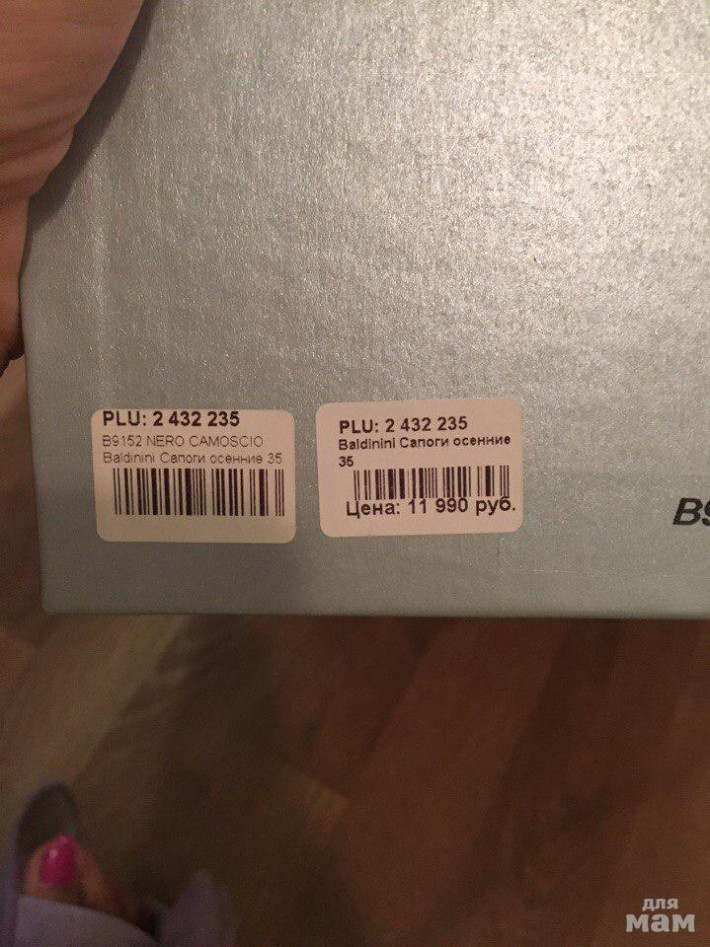 PLU: 2 432 235
B9152 NERO CAMOSCIO
Baldinini Сапоги осенние 35
PLU: 2 432 235
Baldinini Сапоги осенние
35
Цена: 11 990 руб.
B9
для
мам